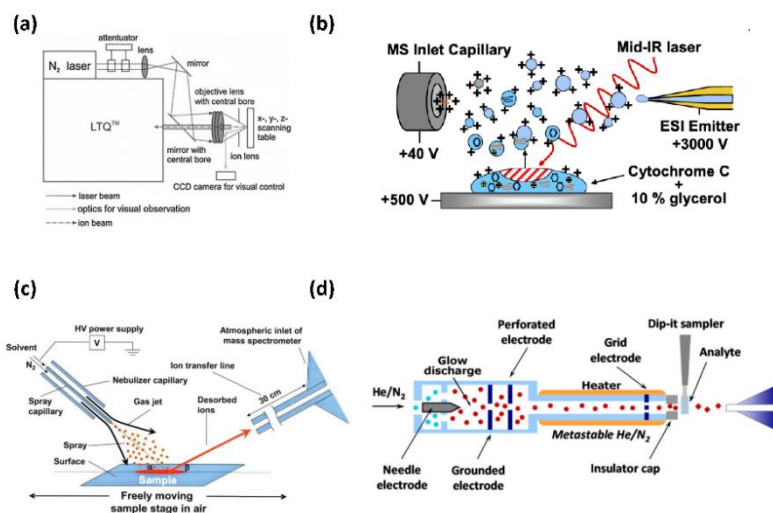 (a)
attentuator
lens
mirror
N2 laser
objective lens
with central bore
x-, y-, z-
scanning
table
LTQ™
mirror with
central bore
ion lens
CCD camera for visual control
laser beam
optics for visual observation
ion beam
(b)
MS Inlet Capillary
Mid-IR laser
+40 V
ESI Emitter
+3000 V
Cytochrome C
+
10 % glycerol
+500 V
(c)
HV power supply
Solvent
V
N2
Nebulizer capillary
Spray
capillary
Gas jet
Atmospheric inlet of
mass spectrometer
Ion transfer line
30 cm
Desorbed
ions
Spray
Surface
α
β
Sample
Freely moving
sample stage in air
(d)
Dip-it sampler
Perforated
electrode
Grid
electrode
Analyte
Glow
discharge
Heater
He/N2
Metastable He/N2
Needle
electrode
Grounded
electrode
Insulator
cap